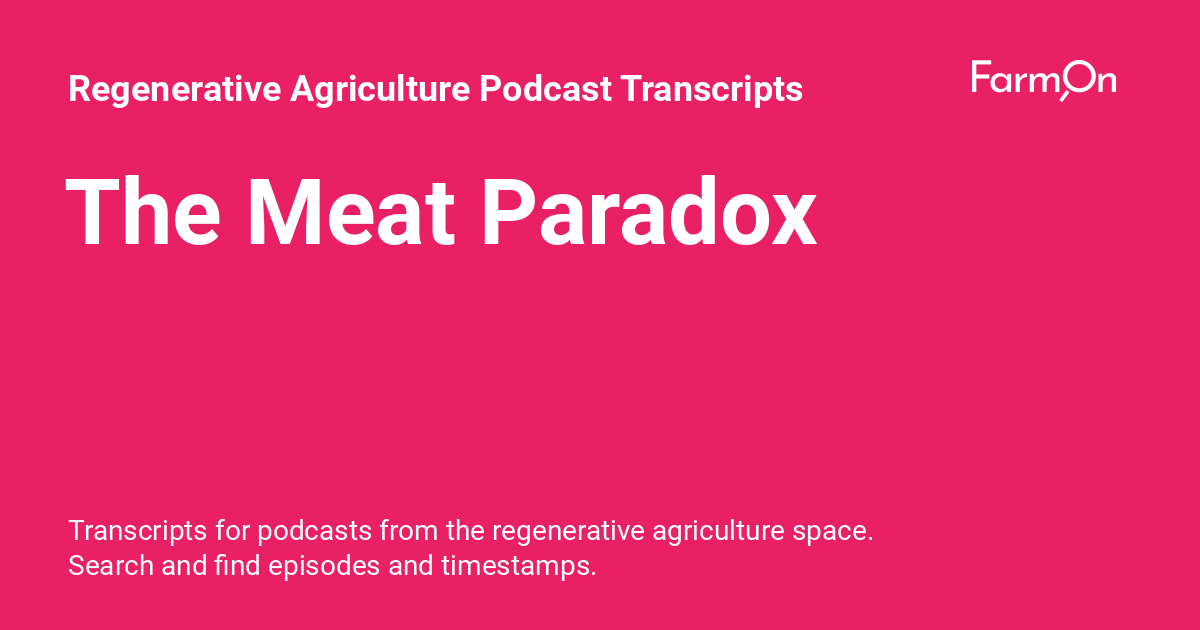 Regenerative Agriculture Podcast Transcripts
FarmOn
The Meat Paradox
Transcripts for podcasts from the regenerative agriculture space.
Search and find episodes and timestamps.